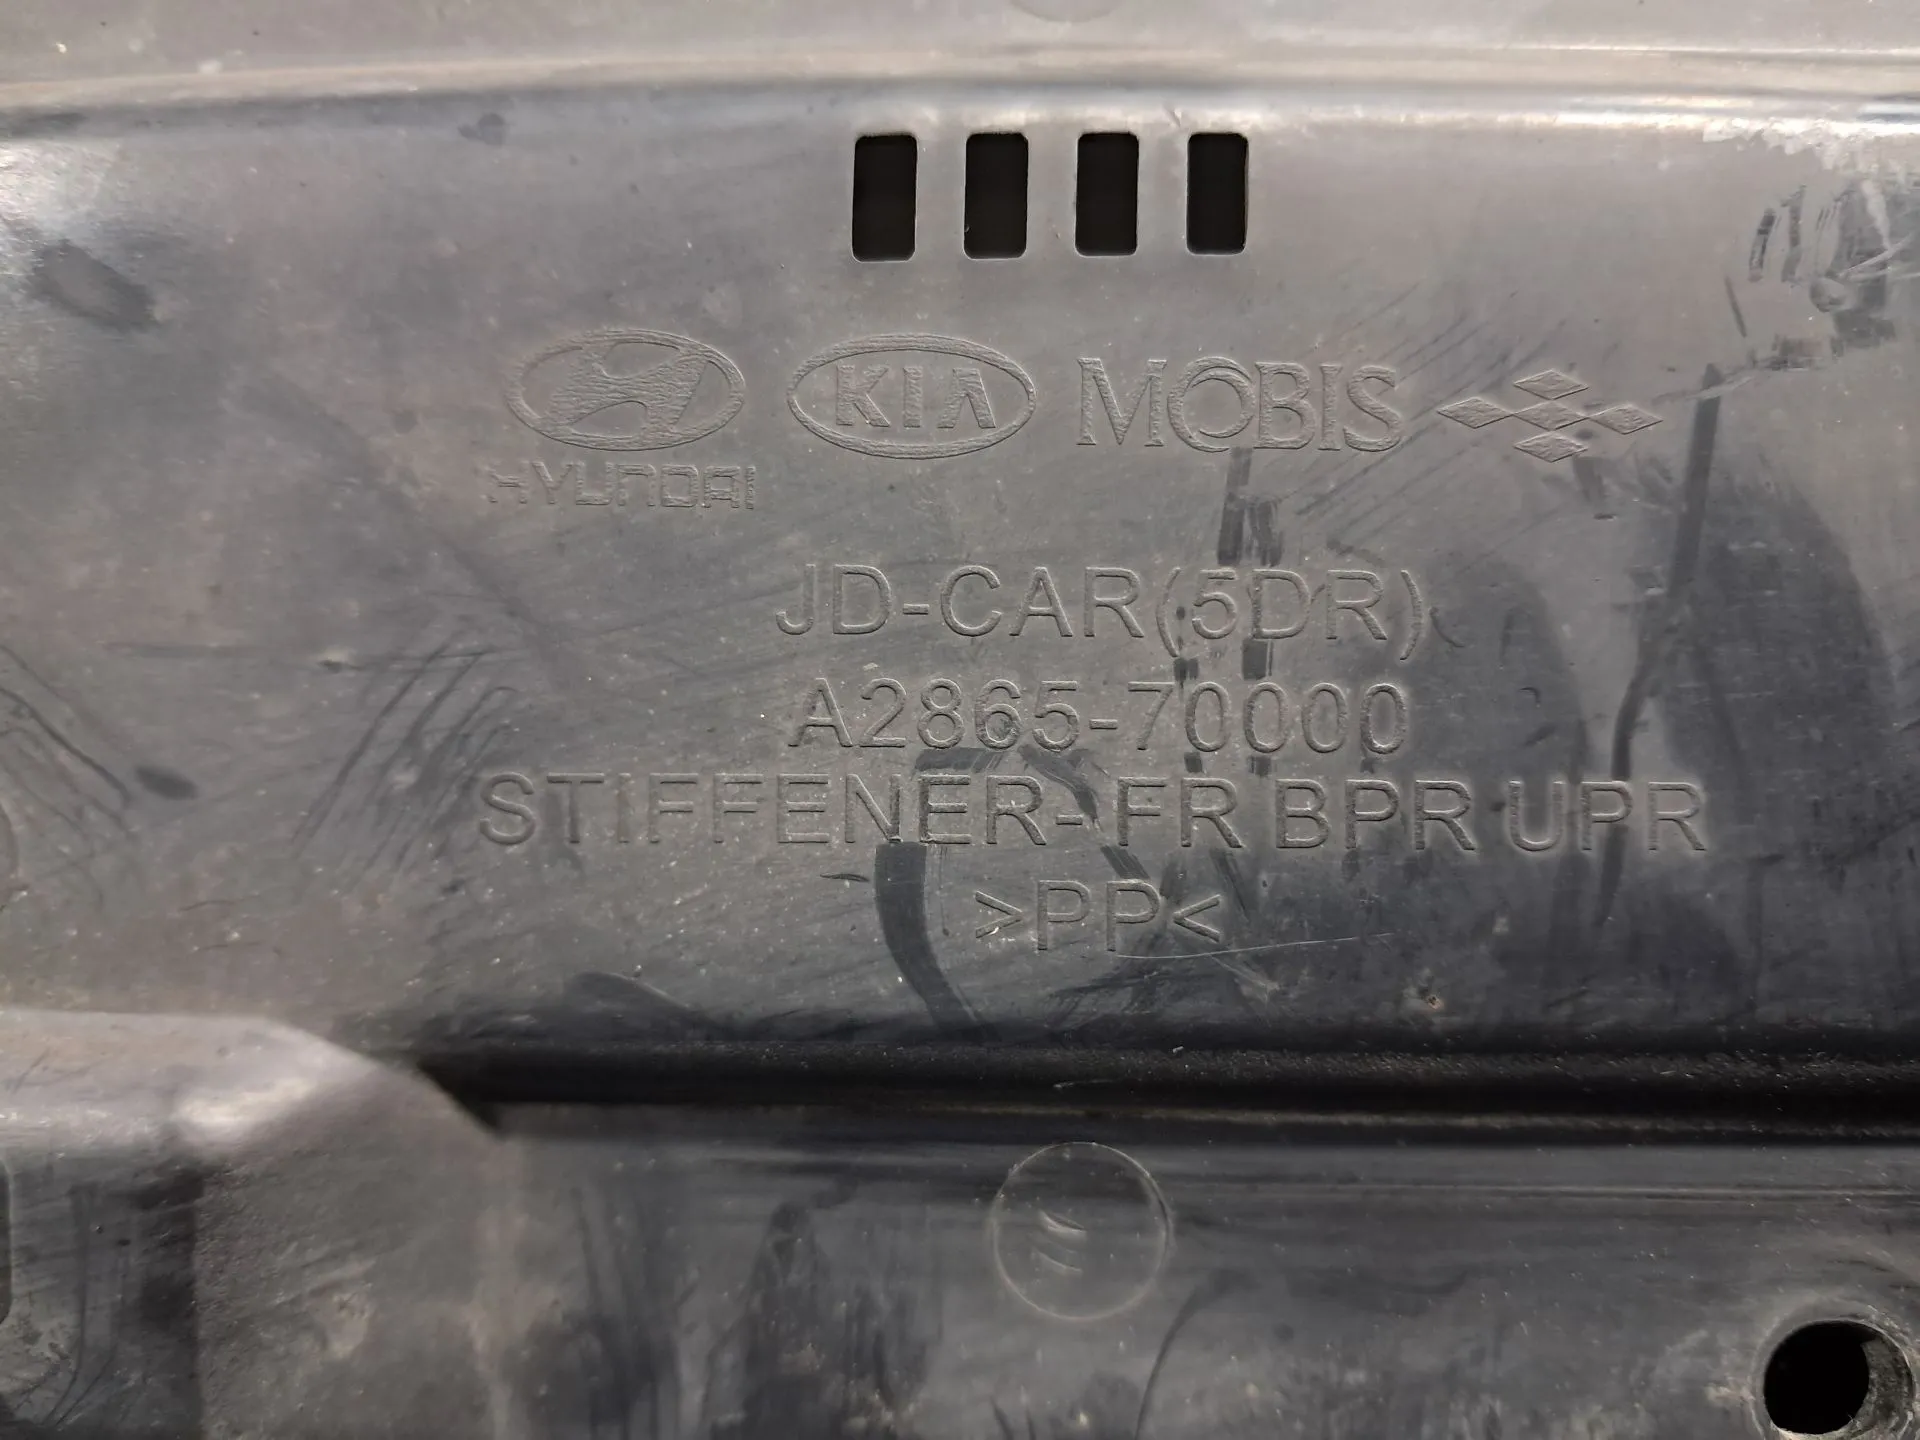 KIA MOBIS
HYUNDAI
JD-CAR(5DR)
A2865-70000
STIFFENER-FR BPR UPR
>PP<